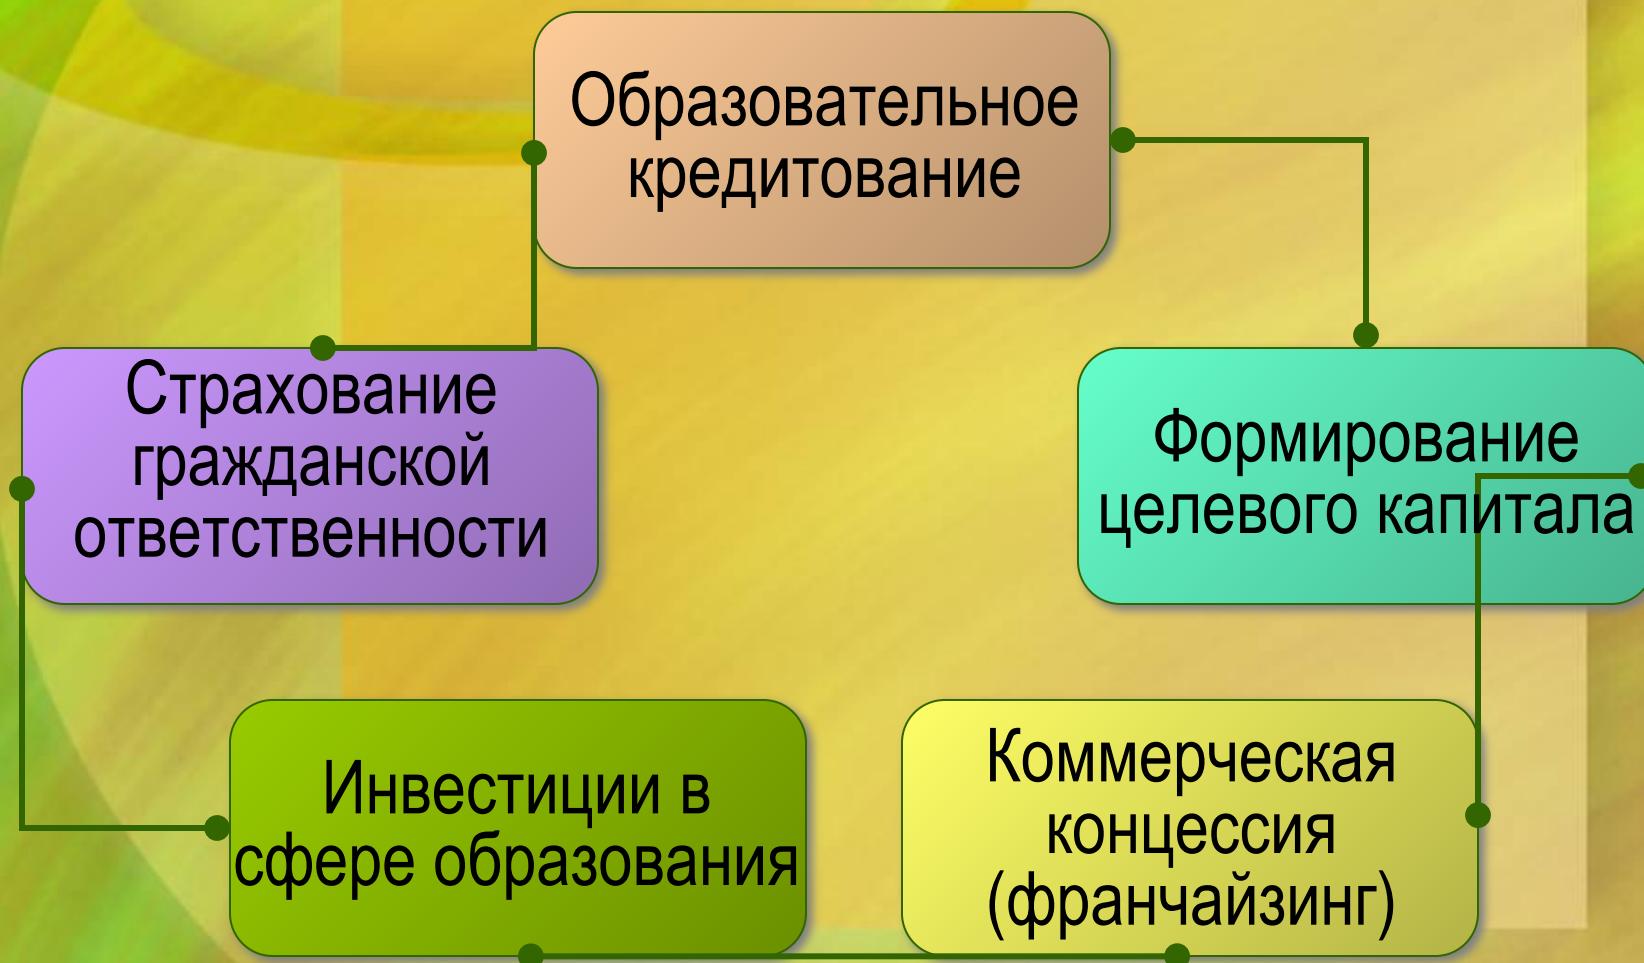 Образовательное
кредитование
Страхование
гражданской
ответственности
Формирование
целевого капитала
Инвестиции в
сфере образования
Коммерческая
концессия
(франчайзинг)